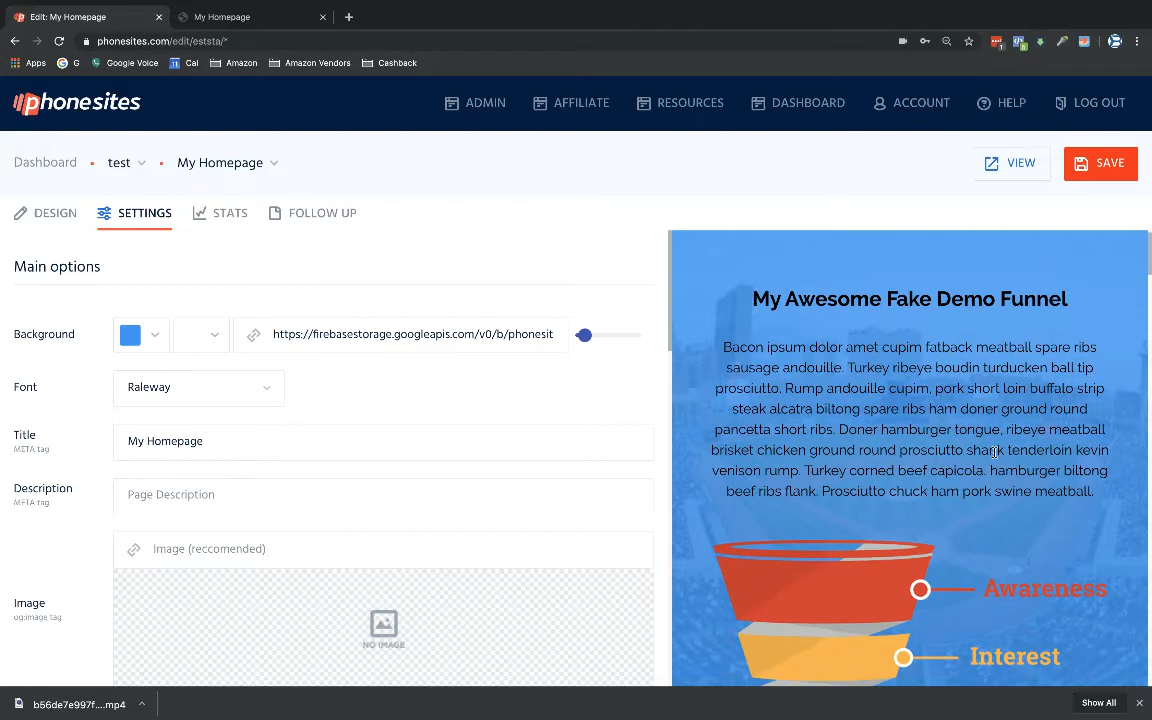 Edit: My Homepage
My Homepage
phonesites.com/edit/eststa/*
Apps
G
Google Voice
Cal
Amazon
Amazon Vendors
Cashback
phonesites
ADMIN
AFFILIATE
RESOURCES
DASHBOARD
ACCOUNT
HELP
LOG OUT
Dashboard
test
My Homepage
VIEW
SAVE
DESIGN
SETTINGS
STATS
FOLLOW UP
Main options
Background
https://firebasestorage.googleapis.com/v0/b/phonesit
Font
Raleway
Title
META tag
My Homepage
Description
META tag
Page Description
Image (reccomended)
Image
og:image tag
NO IMAGE
My Awesome Fake Demo Funnel
Bacon ipsum dolor amet cupim fatback meatball spare ribs
sausage andouille. Turkey ribeye boudin turducken ball tip
prosciutto. Rump andouille cupim, pork short loin buffalo strip
steak alcatra biltong spare ribs ham doner ground round
pancetta short ribs. Doner hamburger tongue, ribeye meatball
brisket chicken ground round prosciutto shank tenderloin kevin
venison rump. Turkey corned beef capicola, hamburger biltong
beef ribs flank. Prosciutto chuck ham pork swine meatball.
Awareness
Interest
b56de7e997f....mp4
Show All